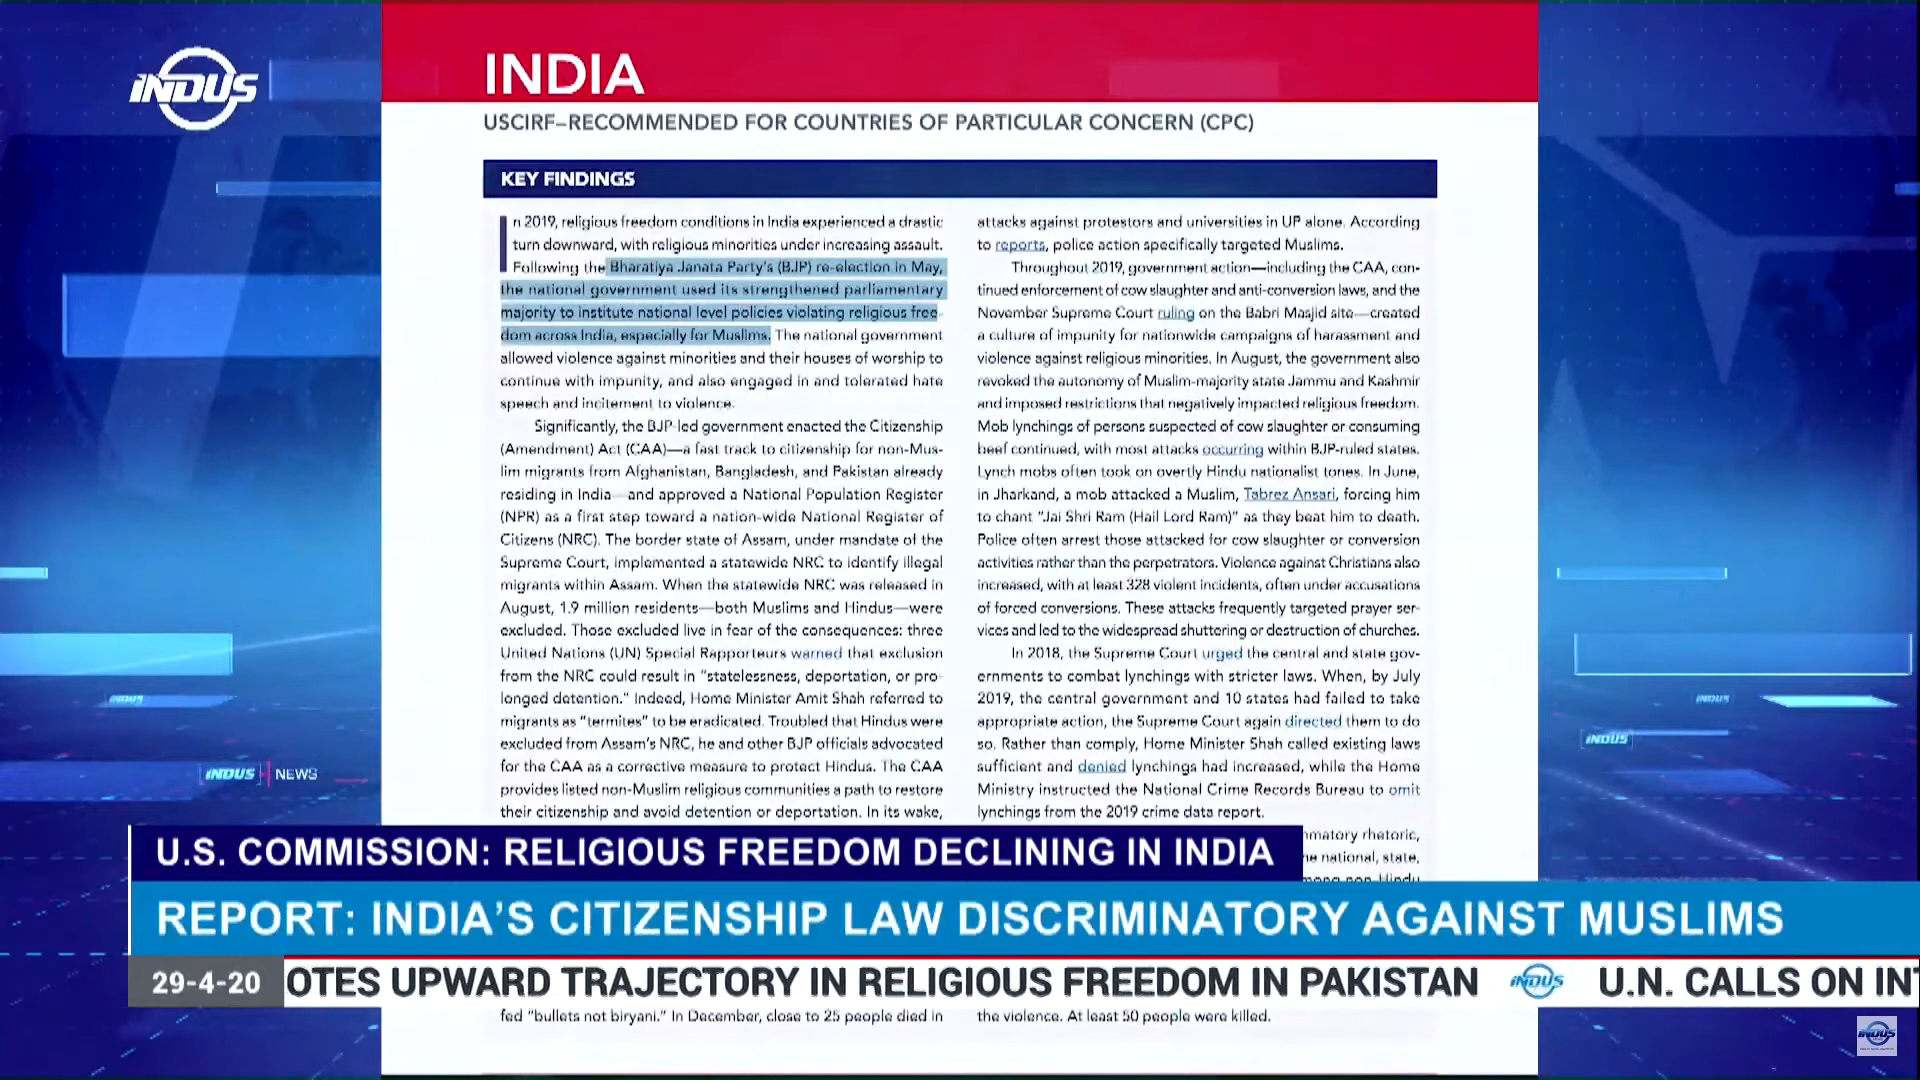 INDUS
INDIA
USCIRF–RECOMMENDED FOR COUNTRIES OF PARTICULAR CONCERN (CPC)
KEY FINDINGS
In 2019, religious freedom conditions in India experienced a drastic
turn downward, with religious minorities under increasing assault.
Following the Bharatiya Janata Party's (BJP) re-election in May,
the national government used its strengthened parliamentary
majority to institute national level policies violating religious free-
dom across India, especially for Muslims. The national government
allowed violence against minorities and their houses of worship to
continue with impunity, and also engaged in and tolerated hate
speech and incitement to violence.
Significantly, the BJP-led government enacted the Citizenship
(Amendment) Act (CAA)—a fast track to citizenship for non-Mus-
lim migrants from Afghanistan, Bangladesh, and Pakistan already
residing in India—and approved a National Population Register
(NPR) as a first step toward a nation-wide National Register of
Citizens (NRC). The border state of Assam, under mandate of the
Supreme Court, implemented a statewide NRC to identify illegal
migrants within Assam. When the statewide NRC was released in
August, 1.9 million residents—both Muslims and Hindus—were
excluded. Those excluded live in fear of the consequences: three
United Nations (UN) Special Rapporteurs warned that exclusion
from the NRC could result in "statelessness, deportation, or pro-
longed detention." Indeed, Home Minister Amit Shah referred to
migrants as "termites" to be eradicated. Troubled that Hindus were
excluded from Assam's NRC, he and other BJP officials advocated
for the CAA as a corrective measure to protect Hindus. The CAA
provides listed non-Muslim religious communities a path to restore
their citizenship and avoid detention or deportation. In its wake,
fed "bullets not biryani." In December, close to 25 people died in
attacks against protestors and universities in UP alone. According
to reports, police action specifically targeted Muslims.
Throughout 2019, government action—including the CAA, con-
tinued enforcement of cow slaughter and anti-conversion laws, and the
November Supreme Court ruling on the Babri Masjid site—created
a culture of impunity for nationwide campaigns of harassment and
violence against religious minorities. In August, the government also
revoked the autonomy of Muslim-majority state Jammu and Kashmir
and imposed restrictions that negatively impacted religious freedom.
Mob lynchings of persons suspected of cow slaughter or consuming
beef continued, with most attacks occurring within BJP-ruled states.
Lynch mobs often took on overtly Hindu nationalist tones. In June,
in Jharkand, a mob attacked a Muslim, Tabrez Ansari, forcing him
to chant "Jai Shri Ram (Hail Lord Ram)" as they beat him to death.
Police often arrest those attacked for cow slaughter or conversion
activities rather than the perpetrators. Violence against Christians also
increased, with at least 328 violent incidents, often under accusations
of forced conversions. These attacks frequently targeted prayer ser-
vices and led to the widespread shuttering or destruction of churches.
In 2018, the Supreme Court urged the central and state gov-
ernments to combat lynchings with stricter laws. When, by July
2019, the central government and 10 states had failed to take
appropriate action, the Supreme Court again directed them to do
so. Rather than comply, Home Minister Shah called existing laws
sufficient and denied lynchings had increased, while the Home
Ministry instructed the National Crime Records Bureau to omit
lynchings from the 2019 crime data report.
mmatory rhetoric,
he national, state,
the violence. At least 50 people were killed.
INDUS
INDUS | NEWS
INDUS
INDUS
U.S. COMMISSION: RELIGIOUS FREEDOM DECLINING IN INDIA
REPORT: INDIA'S CITIZENSHIP LAW DISCRIMINATORY AGAINST MUSLIMS
29-4-20 OTES UPWARD TRAJECTORY IN RELIGIOUS FREEDOM IN PAKISTAN INDUS U.N. CALLS ON INT
INDUS